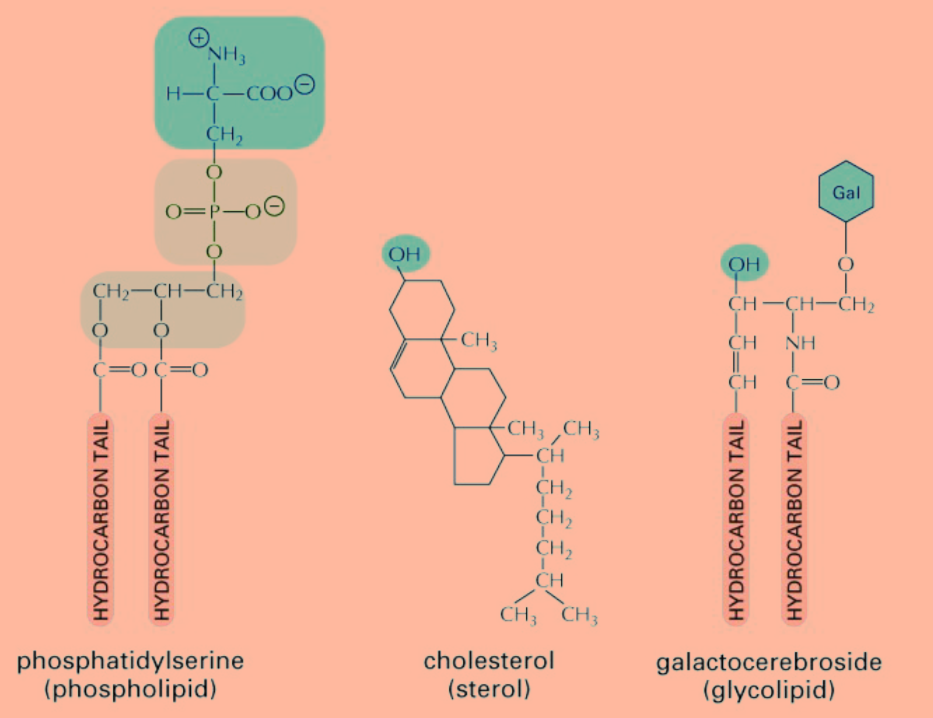 ⊕
NH₃
H—C—COO⊖
CH₂
O
O=P—O⊖
O
CH₂—CH—CH₂
O O
C=O C=O
HYDROCARBON TAIL
HYDROCARBON TAIL
phosphatidylserine
(phospholipid)
OH
CH₃
CH₃ CH₃
CH
CH₂
CH₂
CH₂
CH
CH₃ CH₃
cholesterol
(sterol)
Gal
OH O
CH—CH—CH₂
CH NH
CH C=O
HYDROCARBON TAIL
HYDROCARBON TAIL
galactocerebroside
(glycolipid)